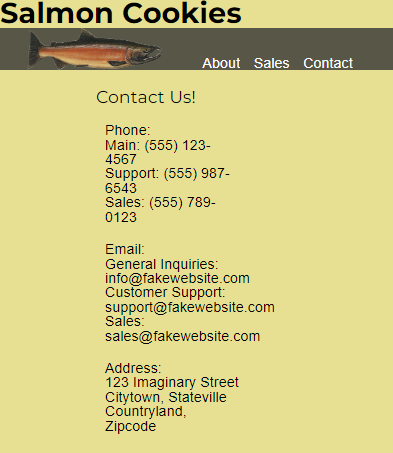 Salmon Cookies
About Sales Contact
Contact Us!
Phone:
Main: (555) 123-
4567
Support: (555) 987-
6543
Sales: (555) 789-
0123
Email:
General Inquiries:
info@fakewebsite.com
Customer Support:
support@fakewebsite.com
Sales:
sales@fakewebsite.com
Address:
123 Imaginary Street
Citytown, Stateville
Countryland,
Zipcode